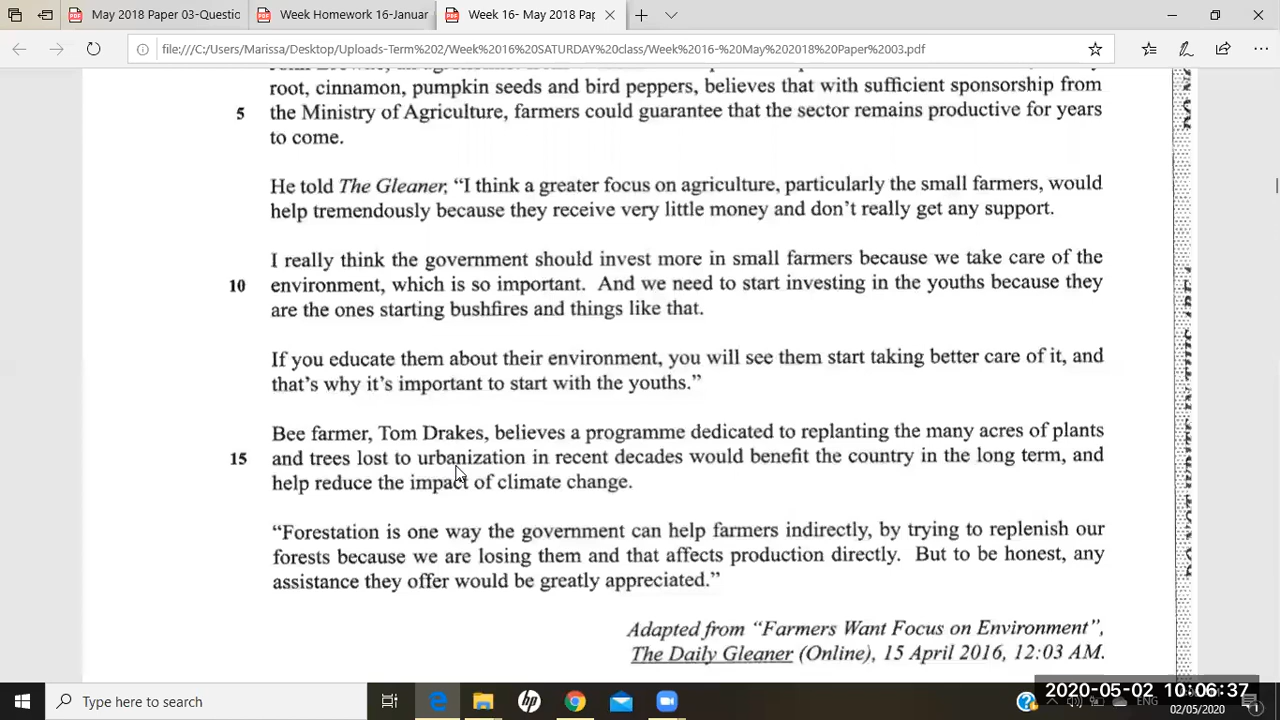 May 2018 Paper 03-Questio
Week Homework 16-Januar
Week 16- May 2018 Pap
file:///C:/Users/Marissa/Desktop/Uploads-Term%202/Week%2016%20SATURDAY%20class/Week%2016-%20May%202018%20Paper%2003.pdf
root, cinnamon, pumpkin seeds and bird peppers, believes that with sufficient sponsorship from
5 the Ministry of Agriculture, farmers could guarantee that the sector remains productive for years
to come.
He told The Gleaner, “I think a greater focus on agriculture, particularly the small farmers, would
help tremendously because they receive very little money and don’t really get any support.
I really think the government should invest more in small farmers because we take care of the
10 environment, which is so important. And we need to start investing in the youths because they
are the ones starting bushfires and things like that.
If you educate them about their environment, you will see them start taking better care of it, and
that’s why it’s important to start with the youths.”
Bee farmer, Tom Drakes, believes a programme dedicated to replanting the many acres of plants
15 and trees lost to urbanization in recent decades would benefit the country in the long term, and
help reduce the impact of climate change.
“Forestation is one way the government can help farmers indirectly, by trying to replenish our
forests because we are losing them and that affects production directly. But to be honest, any
assistance they offer would be greatly appreciated.”
Adapted from “Farmers Want Focus on Environment”,
The Daily Gleaner (Online), 15 April 2016, 12:03 AM.
Type here to search
2020-05-02 10:06:37
ENG
02/05/2020